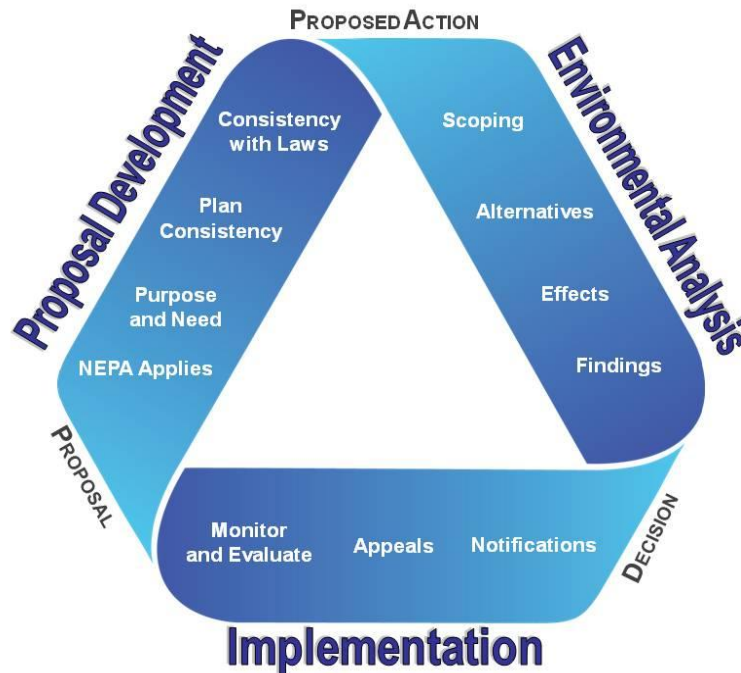 PROPOSED ACTION
Proposal Development
Consistency
with Laws
Plan
Consistency
Purpose
and Need
NEPA Applies
PROPOSAL
Environmental Analysis
Scoping
Alternatives
Effects
Findings
DECISION
Notifications
Appeals
Monitor
and Evaluate
Implementation